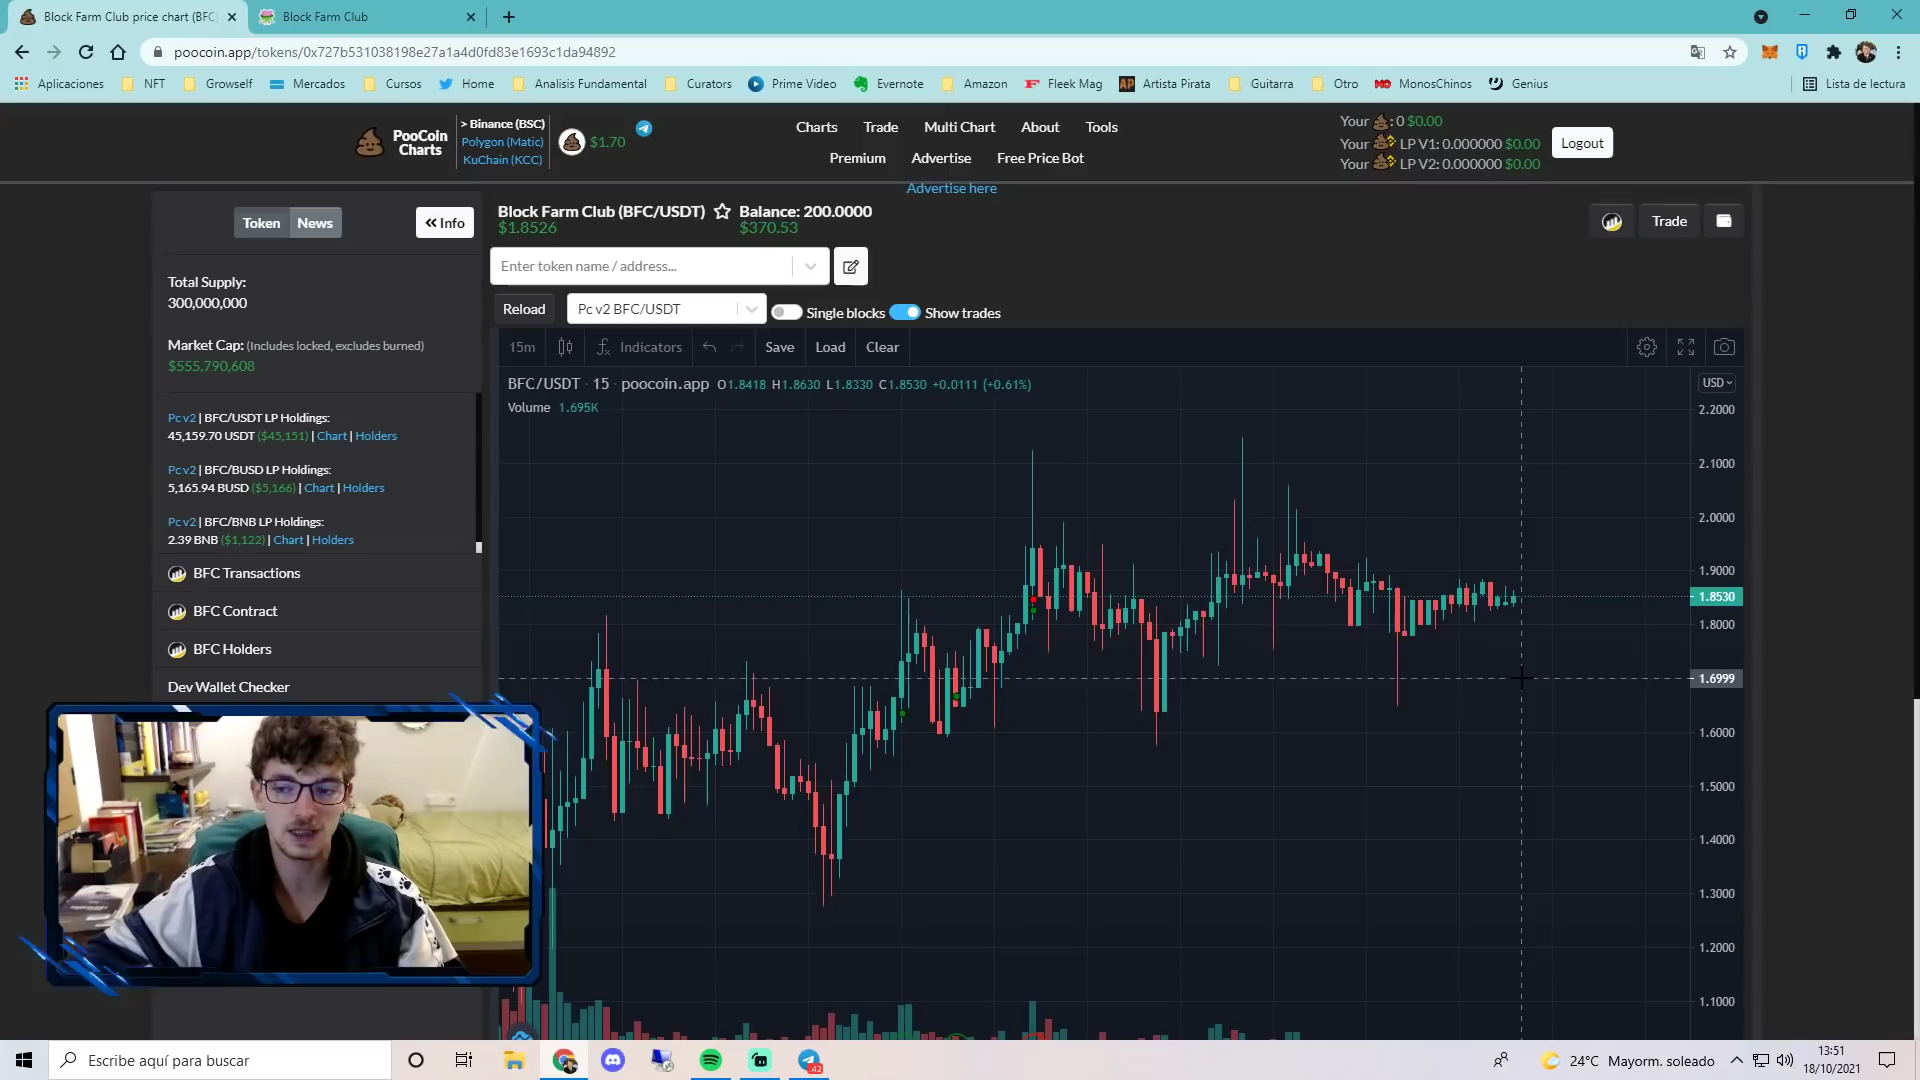 Block Farm Club price chart (BFC
Block Farm Club
poocoin.app/tokens/0x727b531038198e27a1a4d0fd83e1693c1da94892
Aplicaciones
NFT
Growself
Mercados
Cursos
Home
Analisis Fundamental
Curators
Prime Video
Evernote
Amazon
Fleek Mag
AP Artista Pirata
Guitarra
Otro
MO MonosChinos
Genius
Lista de lectura
PooCoin
Charts
> Binance (BSC)
Polygon (Matic)
KuChain (KCC)
$1.70
Charts
Trade
Multi Chart
About
Tools
Premium
Advertise
Free Price Bot
Your : 0 $0.00
Your LP V1: 0.000000 $0.00
Your LP V2: 0.000000 $0.00
Logout
Advertise here
Token
News
Info
Total Supply:
300,000,000
Market Cap: (Includes locked, excludes burned)
$555,790,608
Pc v2 | BFC/USDT LP Holdings:
45,159.70 USDT ($45,151) | Chart | Holders
Pc v2 | BFC/BUSD LP Holdings:
5,165.94 BUSD ($5,166) | Chart | Holders
Pc v2 | BFC/BNB LP Holdings:
2.39 BNB ($1,122) | Chart | Holders
BFC Transactions
BFC Contract
BFC Holders
Dev Wallet Checker
Block Farm Club (BFC/USDT)
$1.8526
Balance: 200.0000
$370.53
Trade
Enter token name / address...
Reload
Pc v2 BFC/USDT
Single blocks
Show trades
15m
Indicators
Save
Load
Clear
BFC/USDT · 15 · poocoin.app O1.8418 H1.8630 L1.8330 C1.8530 +0.0111 (+0.61%)
Volume 1.695K
USD
2.2000
2.1000
2.0000
1.9000
1.8530
1.8000
1.6999
1.6000
1.5000
1.4000
1.3000
1.2000
1.1000
Escribe aquí para buscar
42
24°C Mayorm. soleado
13:51
18/10/2021